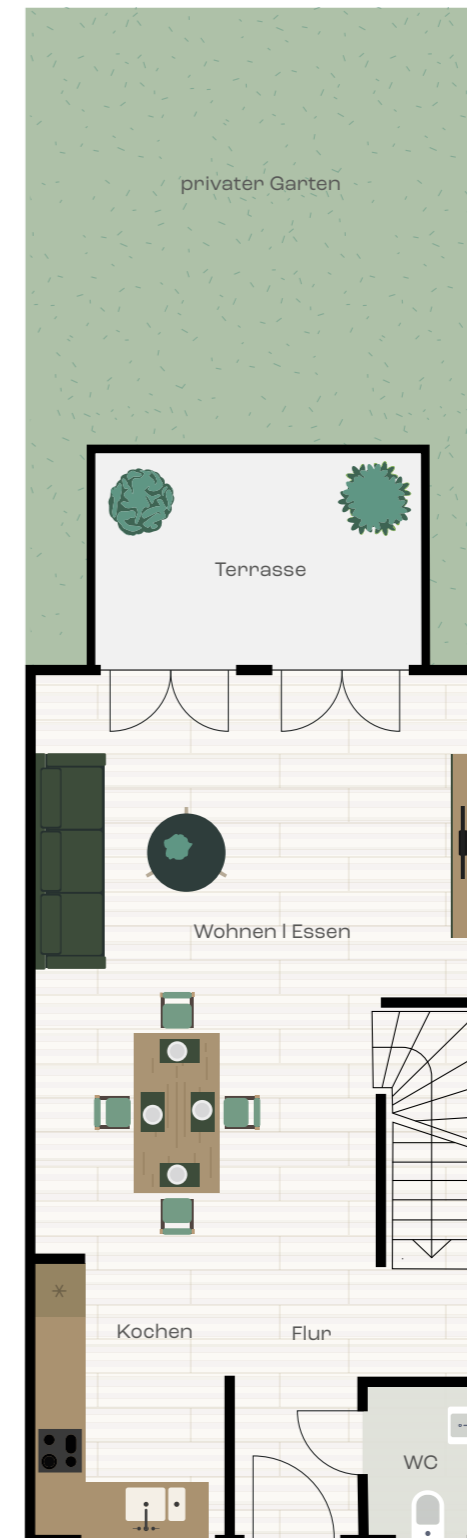 privater Garten
Terrasse
Wohnen l Essen
Kochen
Flur
WC